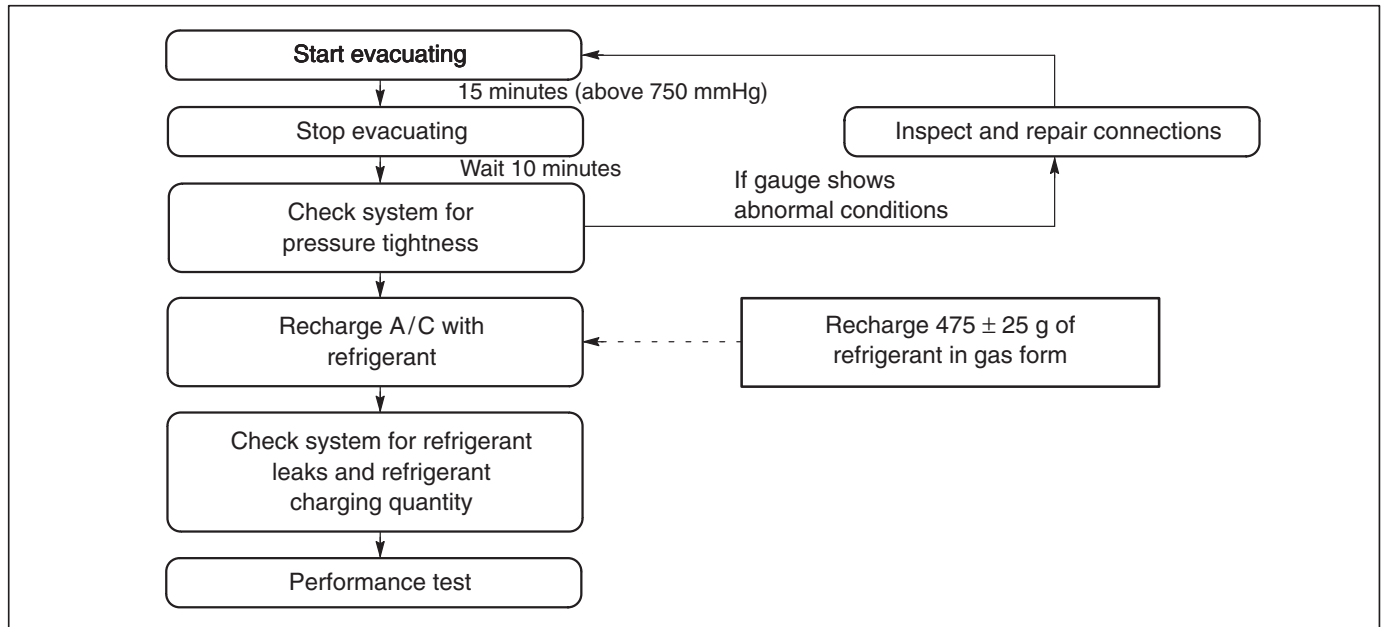 Start evacuating
15 minutes (above 750 mmHg)
Stop evacuating
Inspect and repair connections
Wait 10 minutes
If gauge shows
abnormal conditions
Check system for
pressure tightness
Recharge A/C with
refrigerant
Recharge 475 ± 25 g of
refrigerant in gas form
Check system for refrigerant
leaks and refrigerant
charging quantity
Performance test